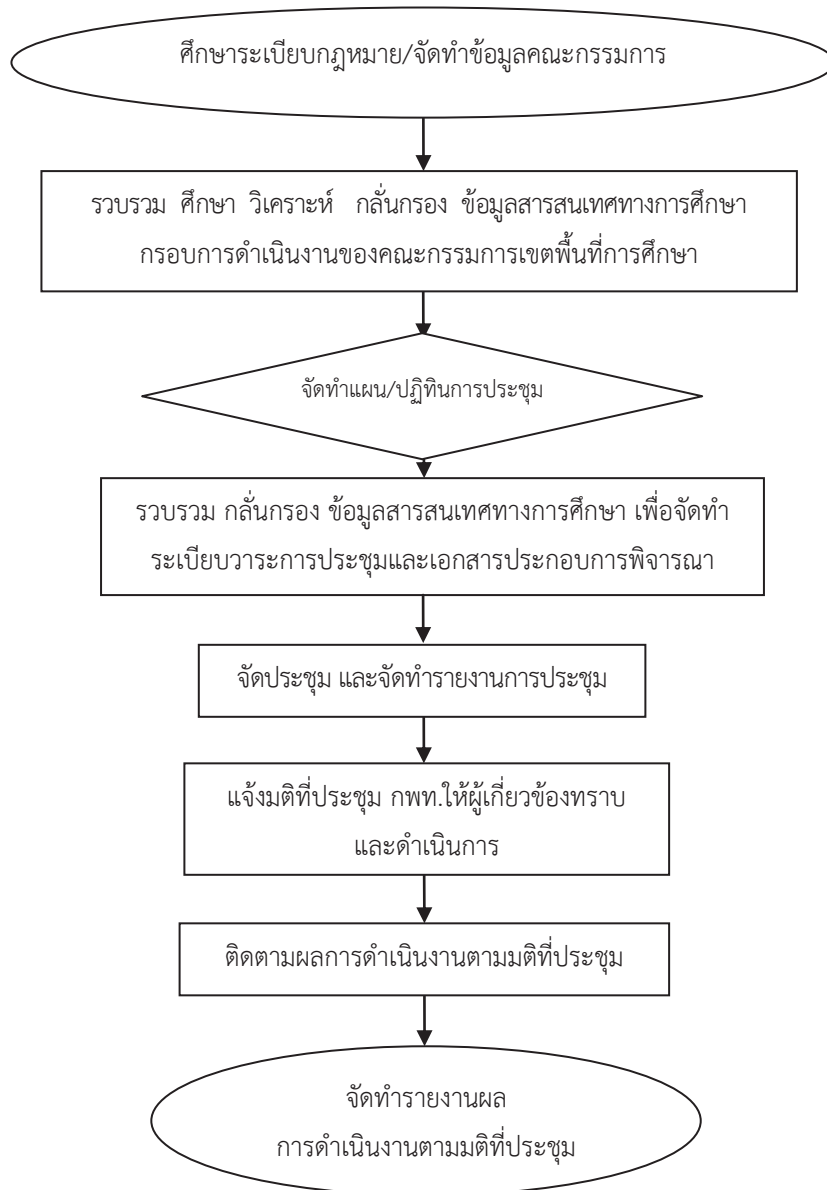 ศึกษาระเบียบกฎหมาย/จัดทำข้อมูลคณะกรรมการ
รวบรวม ศึกษา วิเคราะห์ กลั่นกรอง ข้อมูลสารสนเทศทางการศึกษา
กรอบการดำเนินงานของคณะกรรมการเขตพื้นที่การศึกษา
จัดทำแผน/ปฏิทินการประชุม
รวบรวม กลั่นกรอง ข้อมูลสารสนเทศทางการศึกษา เพื่อจัดทำ
ระเบียบวาระการประชุมและเอกสารประกอบการพิจารณา
จัดประชุม และจัดทำรายงานการประชุม
แจ้งมติที่ประชุม กพท.ให้ผู้เกี่ยวข้องทราบ
และดำเนินการ
ติดตามผลการดำเนินงานตามมติที่ประชุม
จัดทำรายงานผล
การดำเนินงานตามมติที่ประชุม